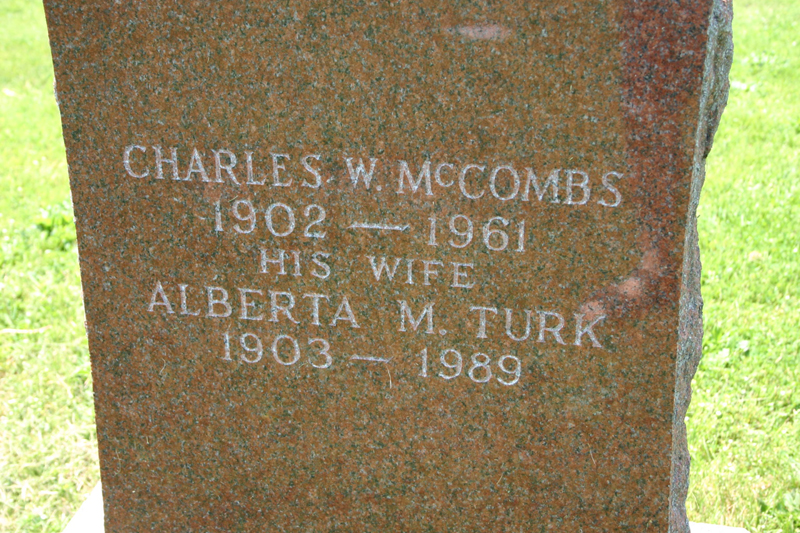 CHARLES W. McCOMBS
1902 — 1961
HIS WIFE
ALBERTA M. TURK
1903 — 1989